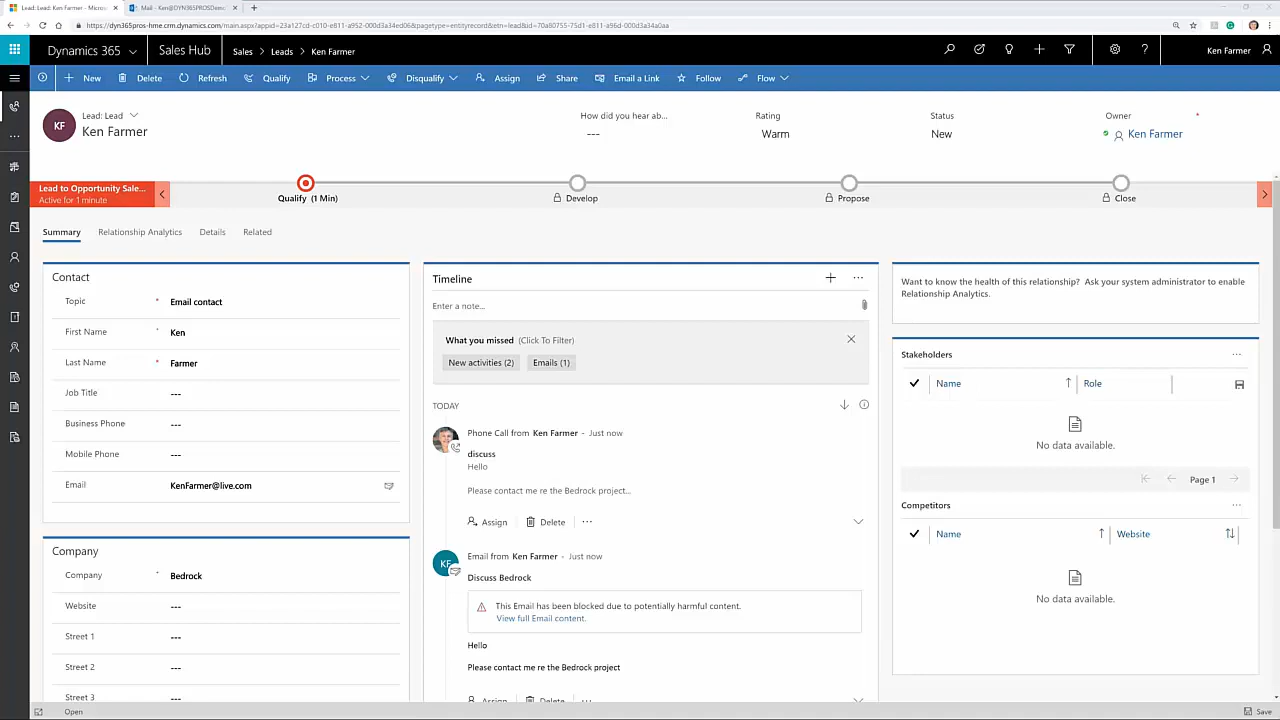 Lead: Lead: Ken Farmer - Micros
Mail - Ken@DYN365PROSDemo
https://dyn365pros-hme.crm.dynamics.com/main.aspx?appid=23a127cd-c010-e811-a952-000d3a34ed06&pagetype=entityrecord&etn=lead&id=70a80755-75d1-e811-a96d-000d3a34a0aa
Dynamics 365
Sales Hub
Sales > Leads > Ken Farmer
Ken Farmer
New
Delete
Refresh
Qualify
Process
Disqualify
Assign
Share
Email a Link
Follow
Flow
KF
Lead: Lead
Ken Farmer
How did you hear ab...
---
Rating
Warm
Status
New
Owner *
Ken Farmer
Lead to Opportunity Sale...
Active for 1 minute
Qualify (1 Min)
Develop
Propose
Close
Summary
Relationship Analytics
Details
Related
Contact
Topic * Email contact
First Name * Ken
Last Name * Farmer
Job Title ---
Business Phone ---
Mobile Phone ---
Email KenFarmer@live.com
Company
Company * Bedrock
Website ---
Street 1 ---
Street 2 ---
Street 3 ---
Timeline
Enter a note...
What you missed (Click To Filter)
New activities (2)
Emails (1)
TODAY
Phone Call from Ken Farmer - Just now
discuss
Hello
Please contact me re the Bedrock project...
Assign
Delete
...
KF
Email from Ken Farmer - Just now
Discuss Bedrock
This Email has been blocked due to potentially harmful content.
View full Email content.
Hello
Please contact me re the Bedrock project
Assign
Delete
Want to know the health of this relationship? Ask your system administrator to enable
Relationship Analytics.
Stakeholders
Name
Role
No data available.
Page 1
Competitors
Name
Website
No data available.
Open
Save